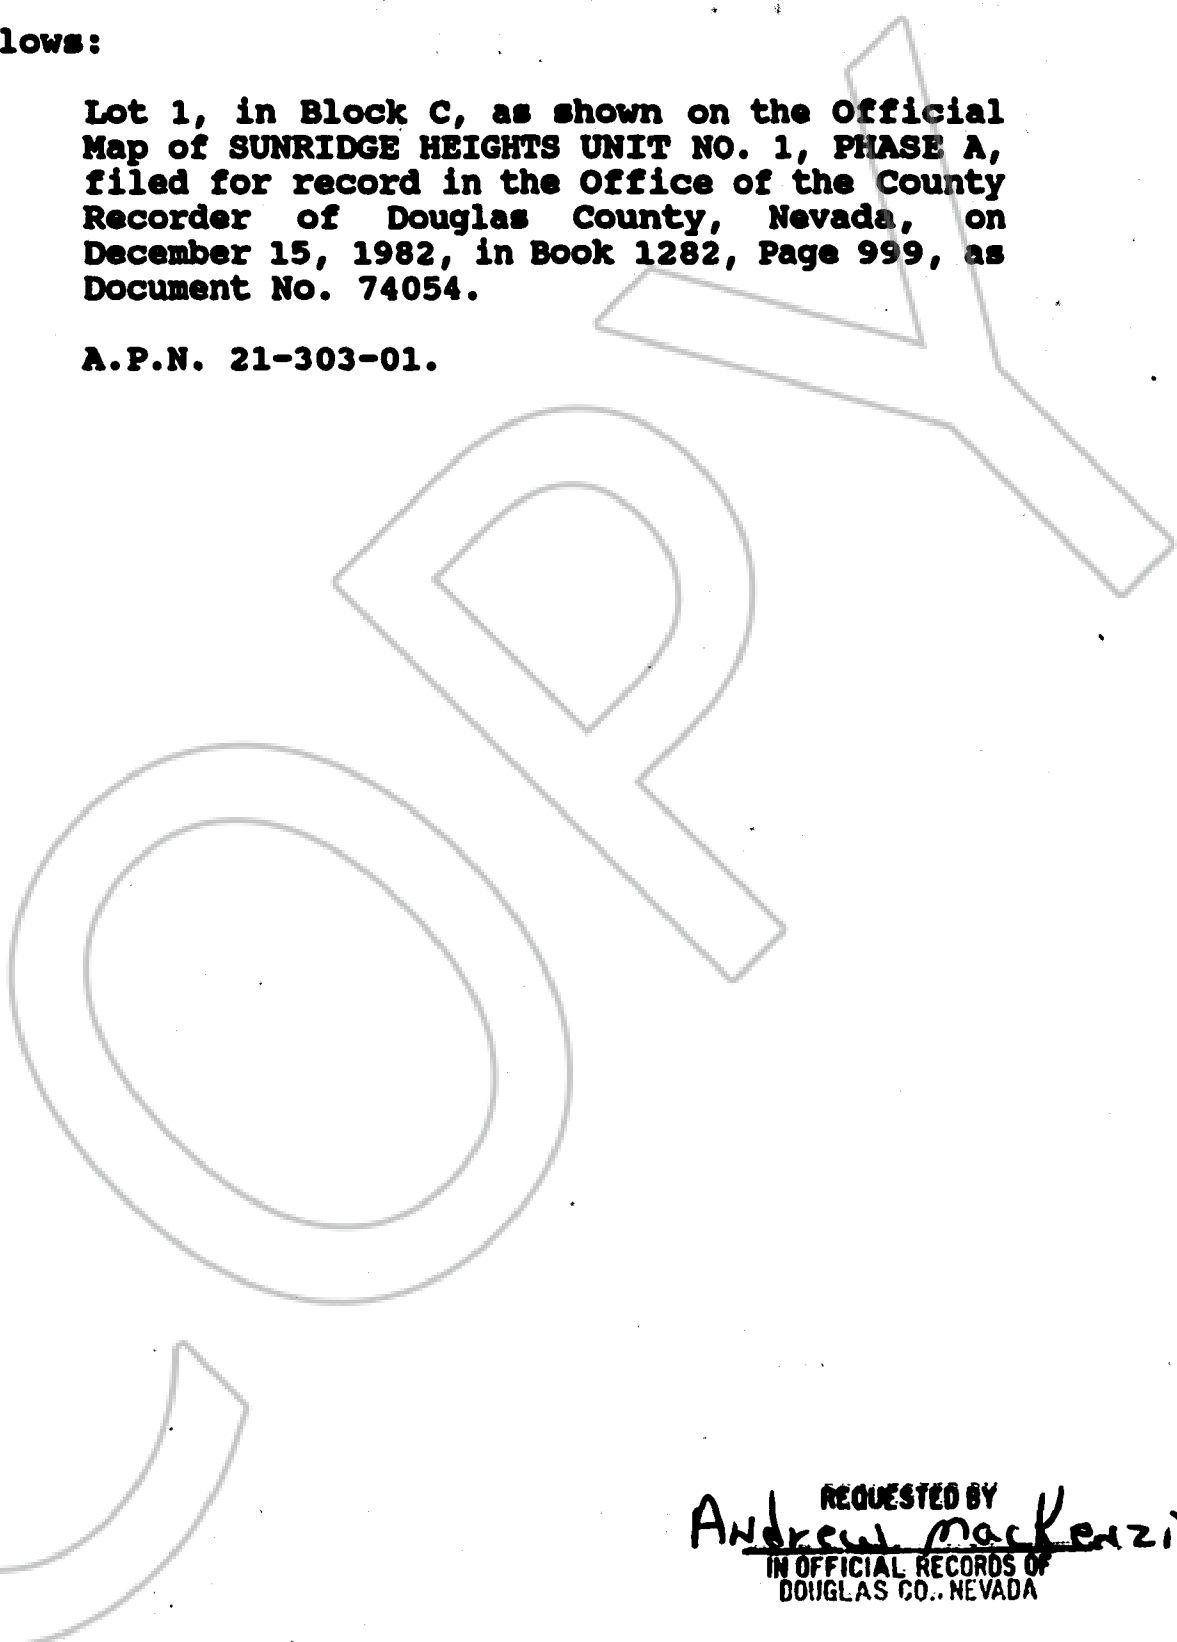 lows:
Lot 1, in Block C, as shown on the Official
Map of SUNRIDGE HEIGHTS UNIT NO. 1, PHASE A,
filed for record in the Office of the County
Recorder of Douglas County, Nevada, on
December 15, 1982, in Book 1282, Page 999, as
Document No. 74054.
A.P.N. 21-303-01.
COPY
REQUESTED BY
Andrew MacKenzi
IN OFFICIAL RECORDS OF
DOUGLAS CO., NEVADA